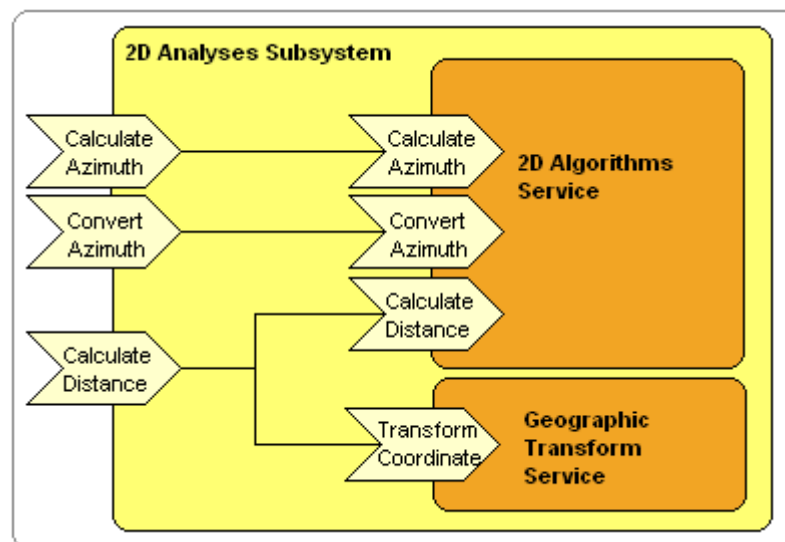 2D Analyses Subsystem
Calculate
Azimuth
Calculate
Azimuth
2D Algorithms
Service
Convert
Azimuth
Convert
Azimuth
Calculate
Distance
Calculate
Distance
Transform
Coordinate
Geographic
Transform
Service